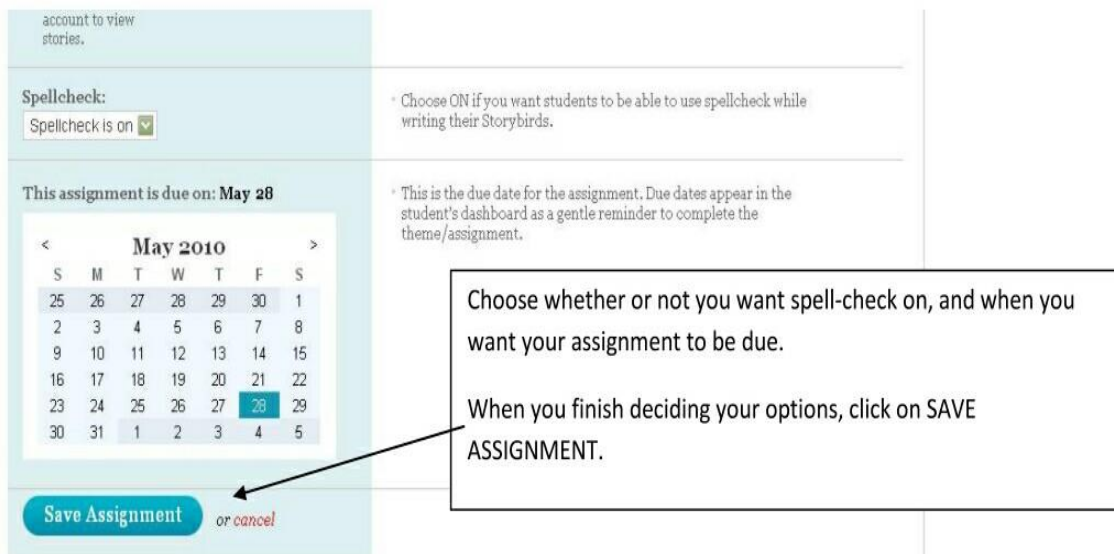 account to view
stories.
Spellcheck:
Spellcheck is on
* Choose ON if you want students to be able to use spellcheck while
writing their Storybirds.
This assignment is due on: May 28
* This is the due date for the assignment. Due dates appear in the
student's dashboard as a gentle reminder to complete the
theme/assignment.
< May 2010 >
S M T W T F S
25 26 27 28 29 30 1
2 3 4 5 6 7 8
9 10 11 12 13 14 15
16 17 18 19 20 21 22
23 24 25 26 27 28 29
30 31 1 2 3 4 5
Choose whether or not you want spell-check on, and when you
want your assignment to be due.
When you finish deciding your options, click on SAVE
ASSIGNMENT.
Save Assignment or cancel